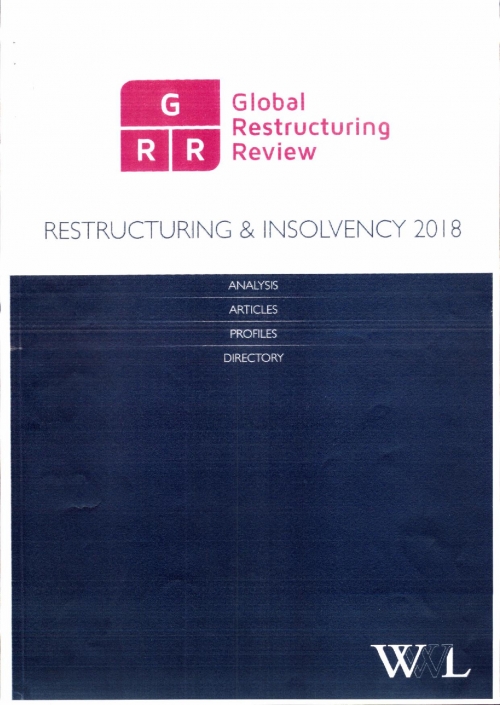 G
Global
Restructuring
R R
Review
RESTRUCTURING & INSOLVENCY 2018
ANALYSIS
ARTICLES
PROFILES
DIRECTORY
WWL